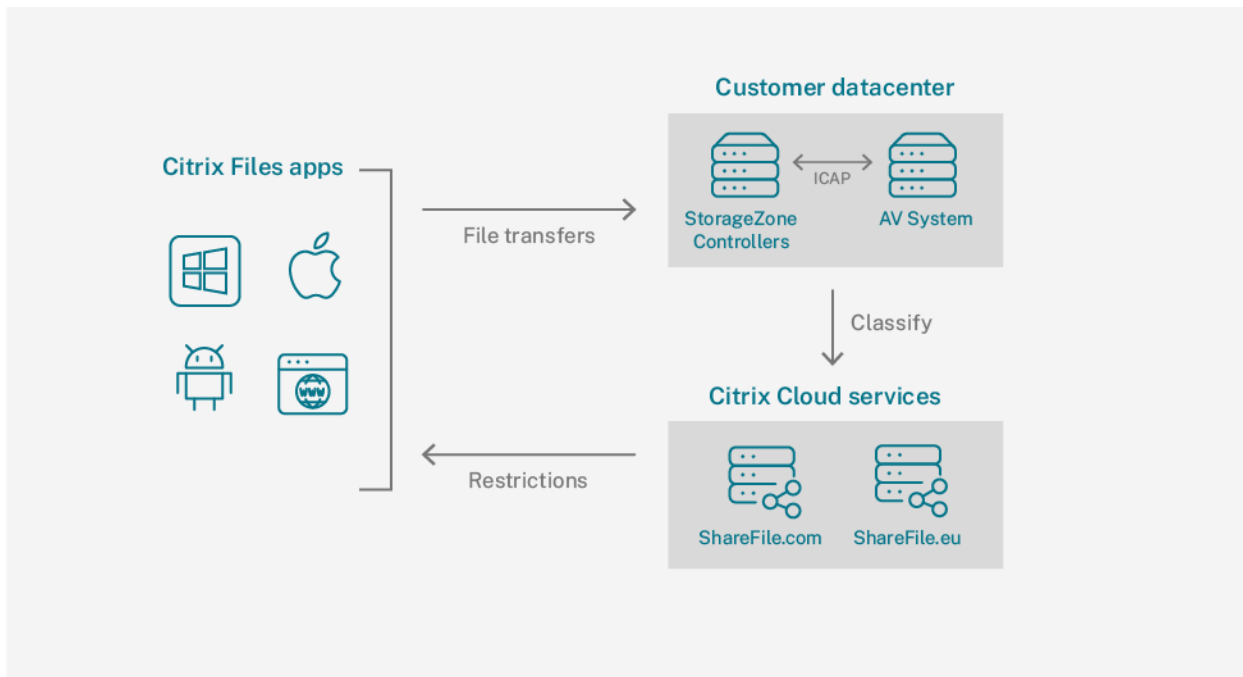 Customer datacenter
Citrix Files apps
ICAP
StorageZone
Controllers
AV System
File transfers
Classify
Citrix Cloud services
www
Restrictions
ShareFile.com
ShareFile.eu